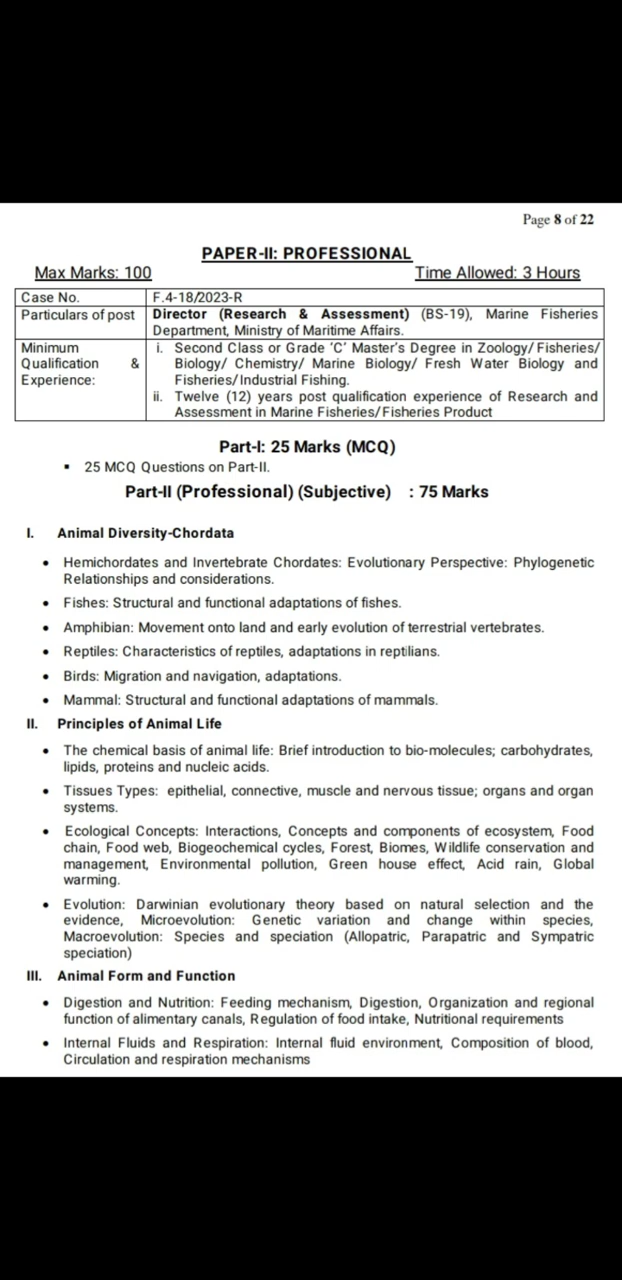 Page 8 of 22
PAPER-II: PROFESSIONAL
Max Marks: 100 Time Allowed: 3 Hours
Case No. F.4-18/2023-R
Particulars of post Director (Research & Assessment) (BS-19), Marine Fisheries
Department, Ministry of Maritime Affairs.
Minimum i. Second Class or Grade ‘C’ Master’s Degree in Zoology/ Fisheries/
Qualification & Biology/ Chemistry/ Marine Biology/ Fresh Water Biology and
Experience: Fisheries/ Industrial Fishing.
ii. Twelve (12) years post qualification experience of Research and
Assessment in Marine Fisheries/ Fisheries Product
Part-I: 25 Marks (MCQ)
▪ 25 MCQ Questions on Part-II.
Part-II (Professional) (Subjective) : 75 Marks
I. Animal Diversity-Chordata
• Hemichordates and Invertebrate Chordates: Evolutionary Perspective: Phylogenetic
Relationships and considerations.
• Fishes: Structural and functional adaptations of fishes.
• Amphibian: Movement onto land and early evolution of terrestrial vertebrates.
• Reptiles: Characteristics of reptiles, adaptations in reptilians.
• Birds: Migration and navigation, adaptations.
• Mammal: Structural and functional adaptations of mammals.
II. Principles of Animal Life
• The chemical basis of animal life: Brief introduction to bio-molecules; carbohydrates,
lipids, proteins and nucleic acids.
• Tissues Types: epithelial, connective, muscle and nervous tissue; organs and organ
systems.
• Ecological Concepts: Interactions, Concepts and components of ecosystem, Food
chain, Food web, Biogeochemical cycles, Forest, Biomes, Wildlife conservation and
management, Environmental pollution, Green house effect, Acid rain, Global
warming.
• Evolution: Darwinian evolutionary theory based on natural selection and the
evidence, Microevolution: Genetic variation and change within species,
Macroevolution: Species and speciation (Allopatric, Parapatric and Sympatric
speciation)
III. Animal Form and Function
• Digestion and Nutrition: Feeding mechanism, Digestion, Organization and regional
function of alimentary canals, Regulation of food intake, Nutritional requirements
• Internal Fluids and Respiration: Internal fluid environment, Composition of blood,
Circulation and respiration mechanisms